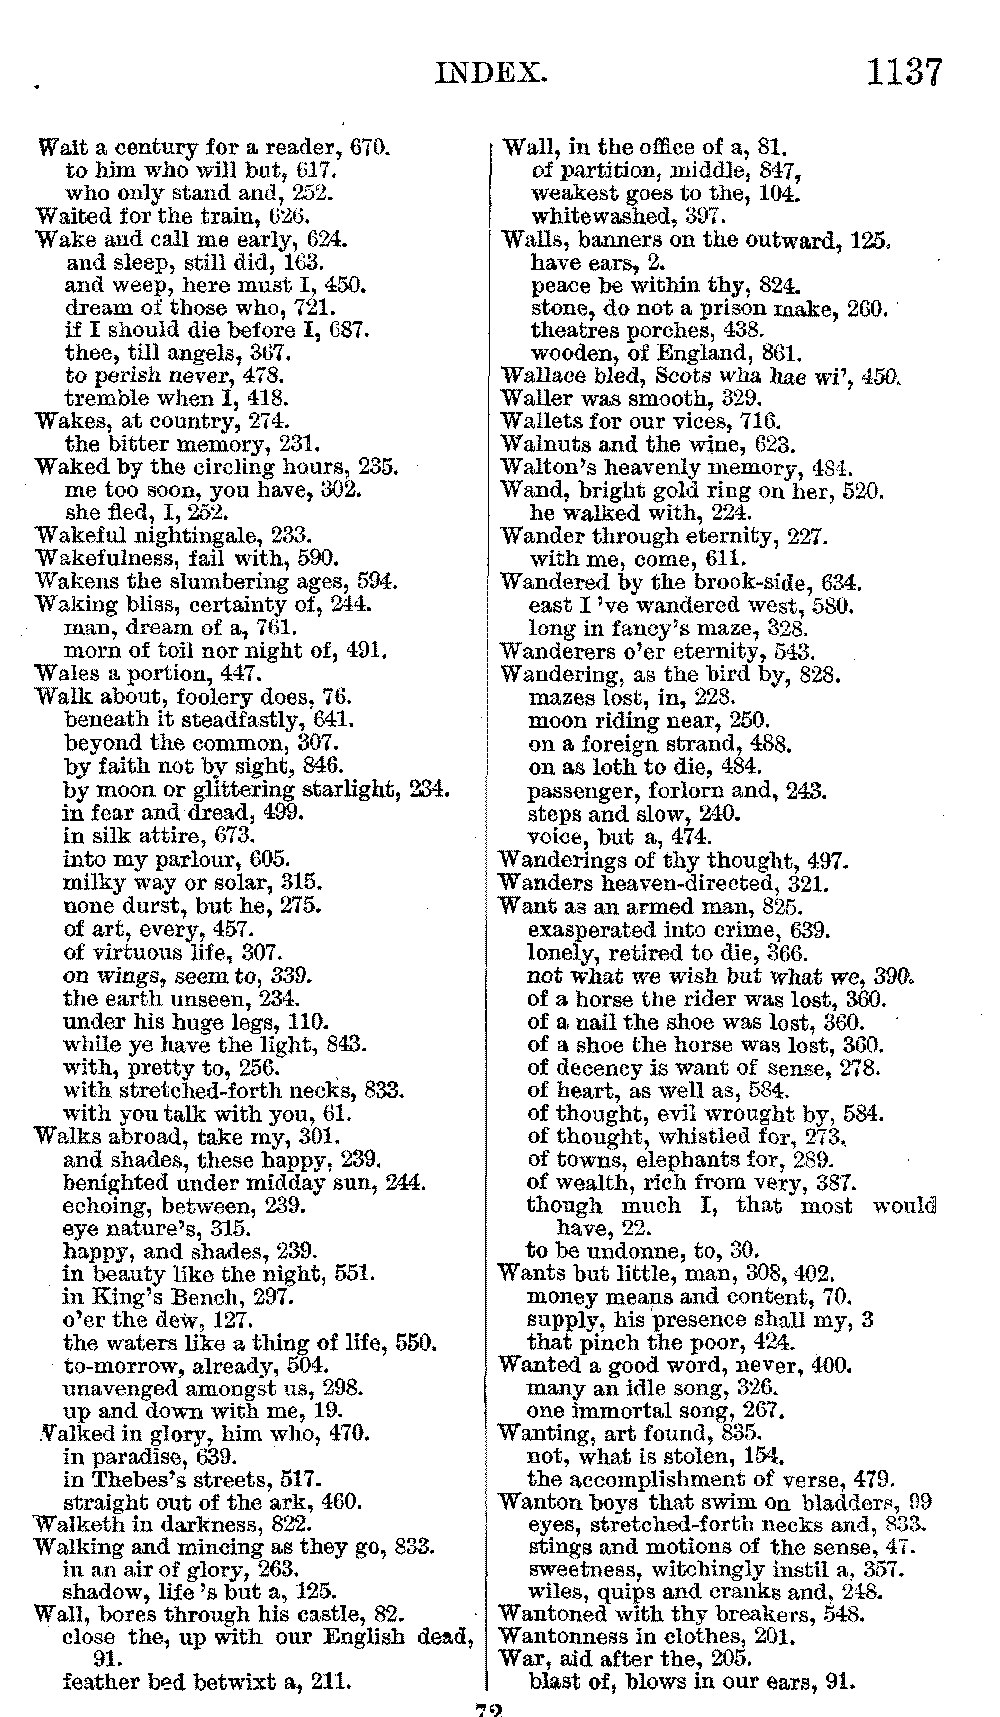 INDEX. 1137
Wait a century for a reader, 670.
to him who will but, 617.
who only stand and, 252.
Waited for the train, 626.
Wake and call me early, 624.
and sleep, still did, 163.
and weep, here must I, 450.
dream of those who, 721.
if I should die before I, 687.
thee, till angels, 367.
to perish never, 478.
tremble when I, 418.
Wakes, at country, 274.
the bitter memory, 231.
Waked by the circling hours, 235.
me too soon, you have, 302.
she fled, I, 252.
Wakeful nightingale, 233.
Wakefulness, fail with, 590.
Wakens the slumbering ages, 594.
Waking bliss, certainty of, 244.
man, dream of a, 761.
morn of toil nor night of, 491.
Wales a portion, 447.
Walk about, foolery does, 76.
beneath it steadfastly, 641.
beyond the common, 307.
by faith not by sight, 846.
by moon or glittering starlight, 234.
in fear and dread, 499.
in silk attire, 673.
into my parlour, 605.
milky way or solar, 315.
none durst, but he, 275.
of art, every, 457.
of virtuous life, 307.
on wings, seem to, 339.
the earth unseen, 234.
under his huge legs, 110.
while ye have the light, 843.
with, pretty to, 256.
with stretched-forth necks, 833.
with you talk with you, 61.
Walks abroad, take my, 301.
and shades, these happy, 239.
benighted under midday sun, 244.
echoing, between, 239.
eye nature's, 315.
happy, and shades, 239.
in beauty like the night, 551.
in King's Bench, 297.
o'er the dew, 127.
the waters like a thing of life, 550.
to-morrow, already, 504.
unavenged amongst us, 298.
up and down with me, 19.
Walked in glory, him who, 470.
in paradise, 639.
in Thebes's streets, 517.
straight out of the ark, 460.
Walketh in darkness, 822.
Walking and mincing as they go, 833.
in an air of glory, 263.
shadow, life 's but a, 125.
Wall, bores through his castle, 82.
close the, up with our English dead,
91.
feather bed betwixt a, 211.
Wall, in the office of a, 81.
of partition, middle, 847,
weakest goes to the, 104.
whitewashed, 397.
Walls, banners on the outward, 125.
have ears, 2.
peace be within thy, 824.
stone, do not a prison make, 260.
theatres porches, 438.
wooden, of England, 861.
Wallace bled, Scots wha hae wi', 450.
Waller was smooth, 329.
Wallets for our vices, 716.
Walnuts and the wine, 623.
Walton's heavenly memory, 484.
Wand, bright gold ring on her, 520.
he walked with, 224.
Wander through eternity, 227.
with me, come, 611.
Wandered by the brook-side, 634.
east I 've wandered west, 580.
long in fancy's maze, 328.
Wanderers o'er eternity, 543.
Wandering, as the bird by, 828.
mazes lost, in, 228.
moon riding near, 250.
on a foreign strand, 488.
on as loth to die, 484.
passenger, forlorn and, 243.
steps and slow, 240.
voice, but a, 474.
Wanderings of thy thought, 497.
Wanders heaven-directed, 321.
Want as an armed man, 825.
exasperated into crime, 639.
lonely, retired to die, 366.
not what we wish but what we, 390.
of a horse the rider was lost, 360.
of a nail the shoe was lost, 360.
of a shoe the horse was lost, 360.
of decency is want of sense, 278.
of heart, as well as, 584.
of thought, evil wrought by, 584.
of thought, whistled for, 273.
of towns, elephants for, 289.
of wealth, rich from very, 387.
though much I, that most would
have, 22.
to be undonne, to, 30.
Wants but little, man, 308, 402.
money means and content, 70.
supply, his presence shall my, 3
that pinch the poor, 424.
Wanted a good word, never, 400.
many an idle song, 326.
one immortal song, 267.
Wanting, art found, 835.
not, what is stolen, 154.
the accomplishment of verse, 479.
Wanton boys that swim on bladders, 99
eyes, stretched-forth necks and, 833.
stings and motions of the sense, 47.
sweetness, witchingly instil a, 357.
wiles, quips and cranks and, 248.
Wantoned with thy breakers, 548.
Wantonness in clothes, 201.
War, aid after the, 205.
blast of, blows in our ears, 91.
72